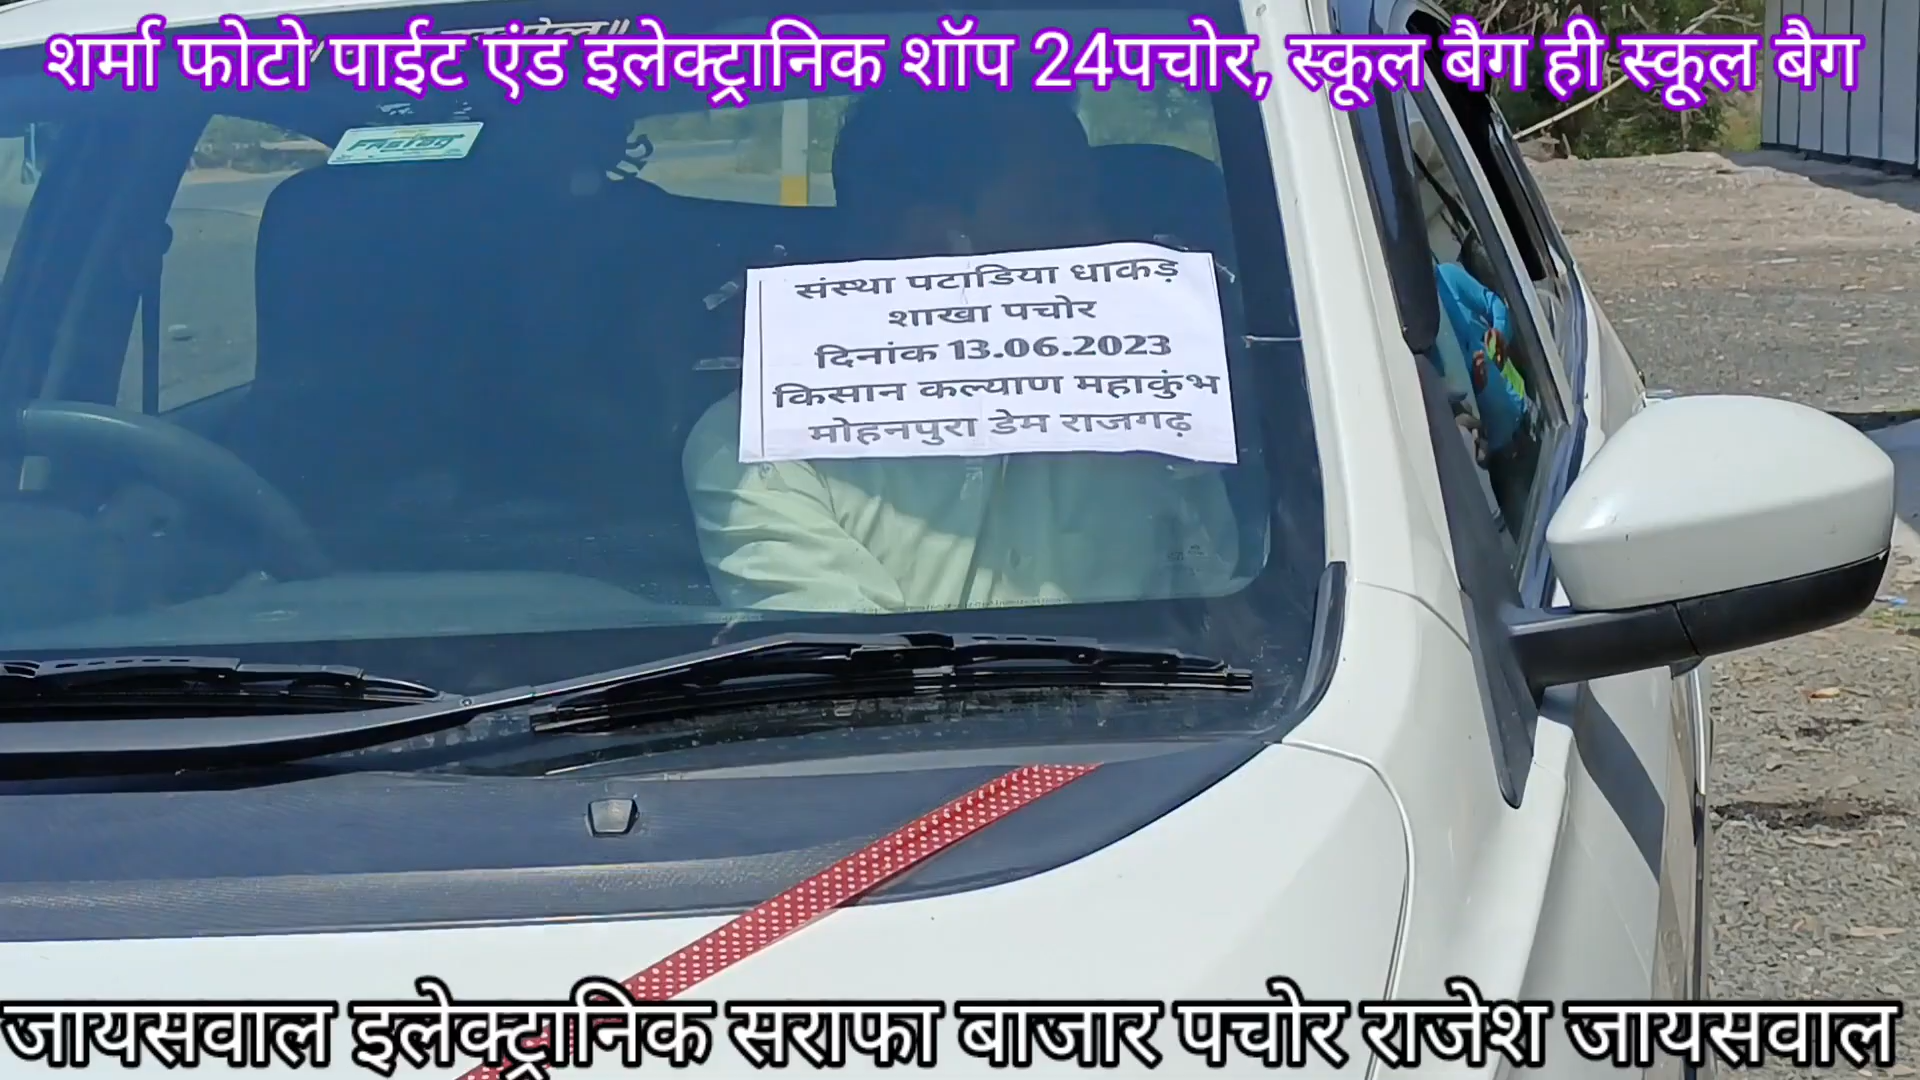 शर्मा फोटो पाईट एंड इलेक्ट्रानिक शॉप 24पचोर, स्कूल बैग ही स्कूल बैग
FASTag
संस्था पटाडिया धाकड़
शाखा पचोर
दिनांक 13.06.2023
किसान कल्याण महाकुंभ
मोहनपुरा डेम राजगढ़
जायसवाल इलेक्ट्रानिक सराफा बाजार पचोर राजेश जायसवाल